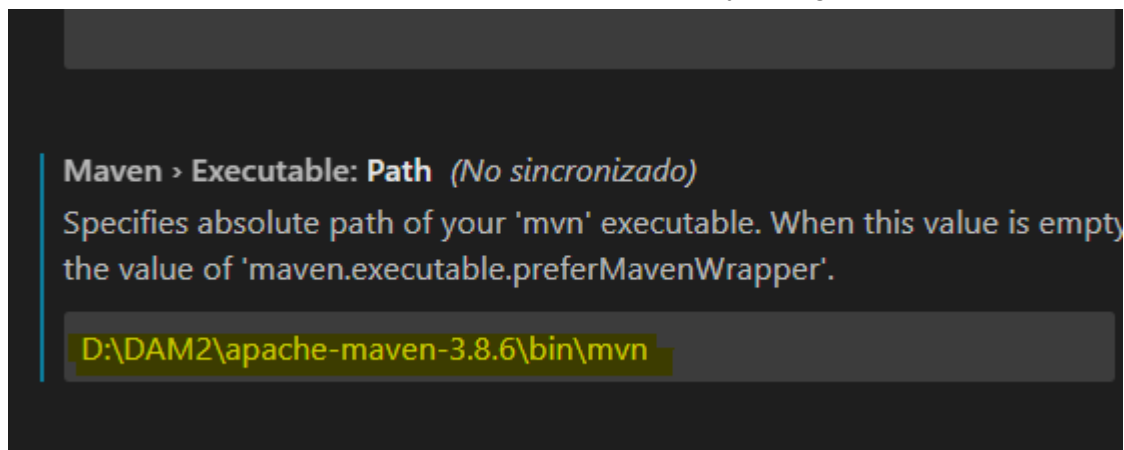 Maven › Executable: Path (No sincronizado)
Specifies absolute path of your 'mvn' executable. When this value is empty
the value of 'maven.executable.preferMavenWrapper'.
D:\DAM2\apache-maven-3.8.6\bin\mvn